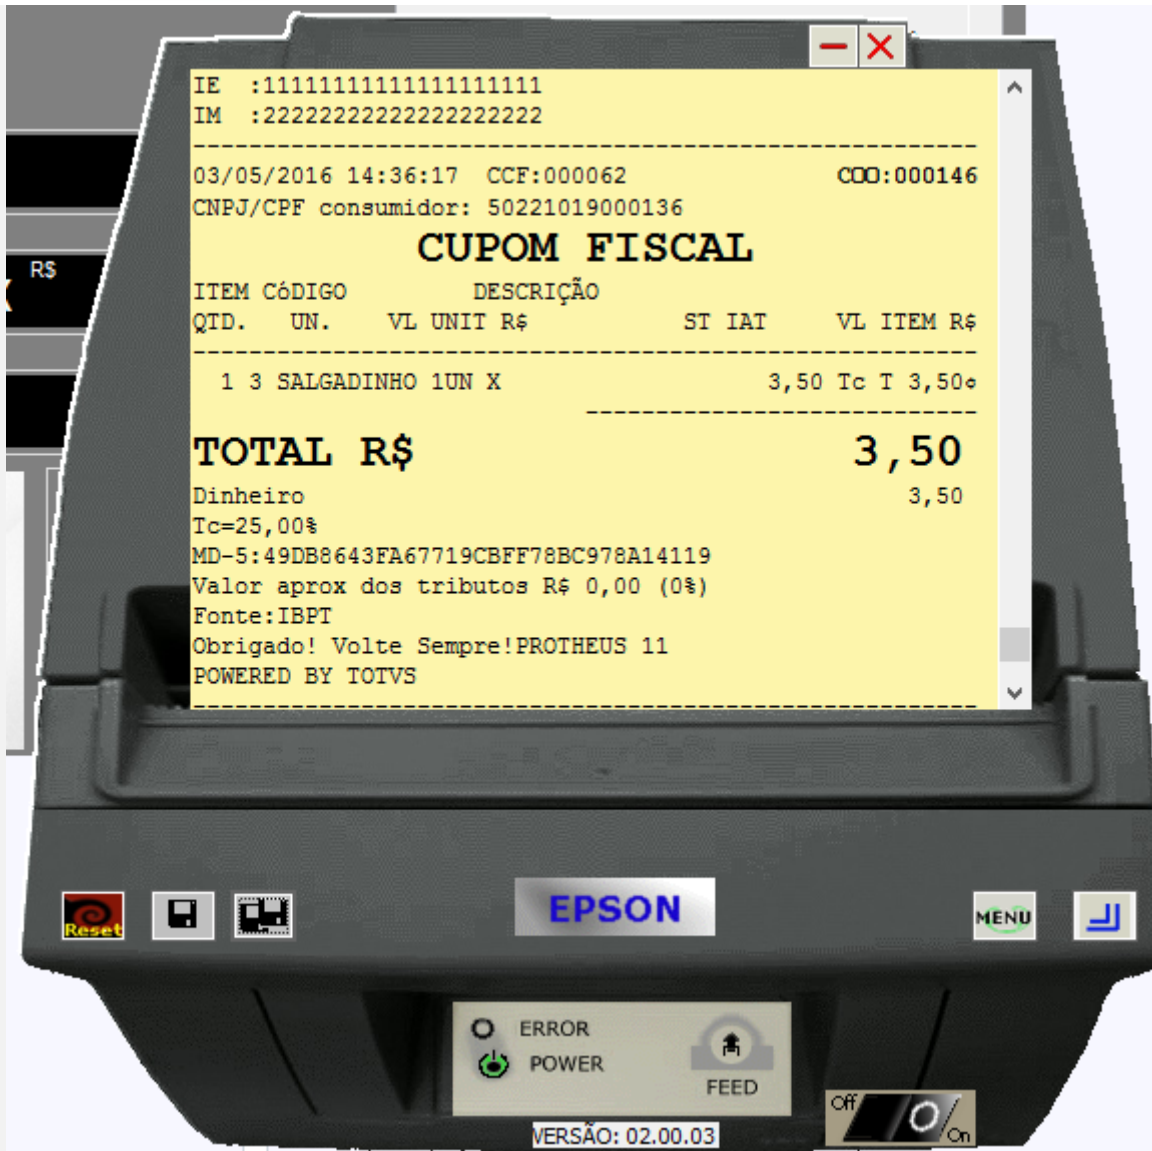 IE  :11111111111111111111
IM  :22222222222222222222
--------------------------------------------------------
03/05/2016 14:36:17  CCF:000062  COO:000146
CNPJ/CPF consumidor: 50221019000136
CUPOM FISCAL
ITEM CóDIGO  DESCRIÇÃO
QTD.  UN.  VL UNIT R$  ST IAT  VL ITEM R$
--------------------------------------------------------
1 3 SALGADINHO 1UN X  3,50 Tc T 3,50¢
----------------------------
TOTAL R$  3,50
Dinheiro  3,50
Tc=25,00%
MD-5:49DB8643FA67719CBFF78BC978A14119
Valor aprox dos tributos R$ 0,00 (0%)
Fonte:IBPT
Obrigado! Volte Sempre!PROTHEUS 11
POWERED BY TOTVS
--------------------------------------------------------
R$
Reset
EPSON
MENU
ERROR
POWER
FEED
Off
On
VERSÃO: 02.00.03